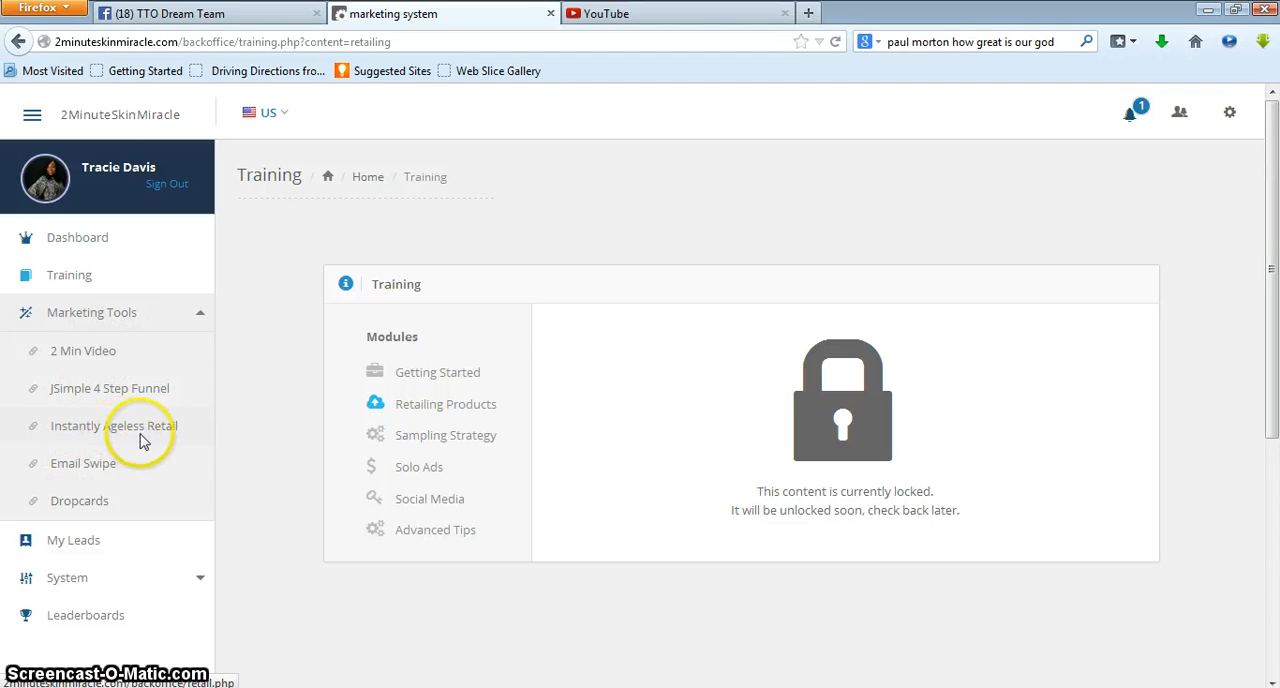 Firefox
(18) TTO Dream Team
marketing system
YouTube
2minuteskinmiracle.com/backoffice/training.php?content=retailing
paul morton how great is our god
Most Visited
Getting Started
Driving Directions fro...
Suggested Sites
Web Slice Gallery
2MinuteSkinMiracle
US
1
Tracie Davis
Sign Out
Training / Home / Training
Dashboard
Training
Marketing Tools
2 Min Video
JSimple 4 Step Funnel
Instantly Ageless Retail
Email Swipe
Dropcards
My Leads
System
Leaderboards
Training
Modules
Getting Started
Retailing Products
Sampling Strategy
Solo Ads
Social Media
Advanced Tips
This content is currently locked.
It will be unlocked soon, check back later.
Screencast-O-Matic.com
2minuteskinmiracle.com/backoffice/retail.php